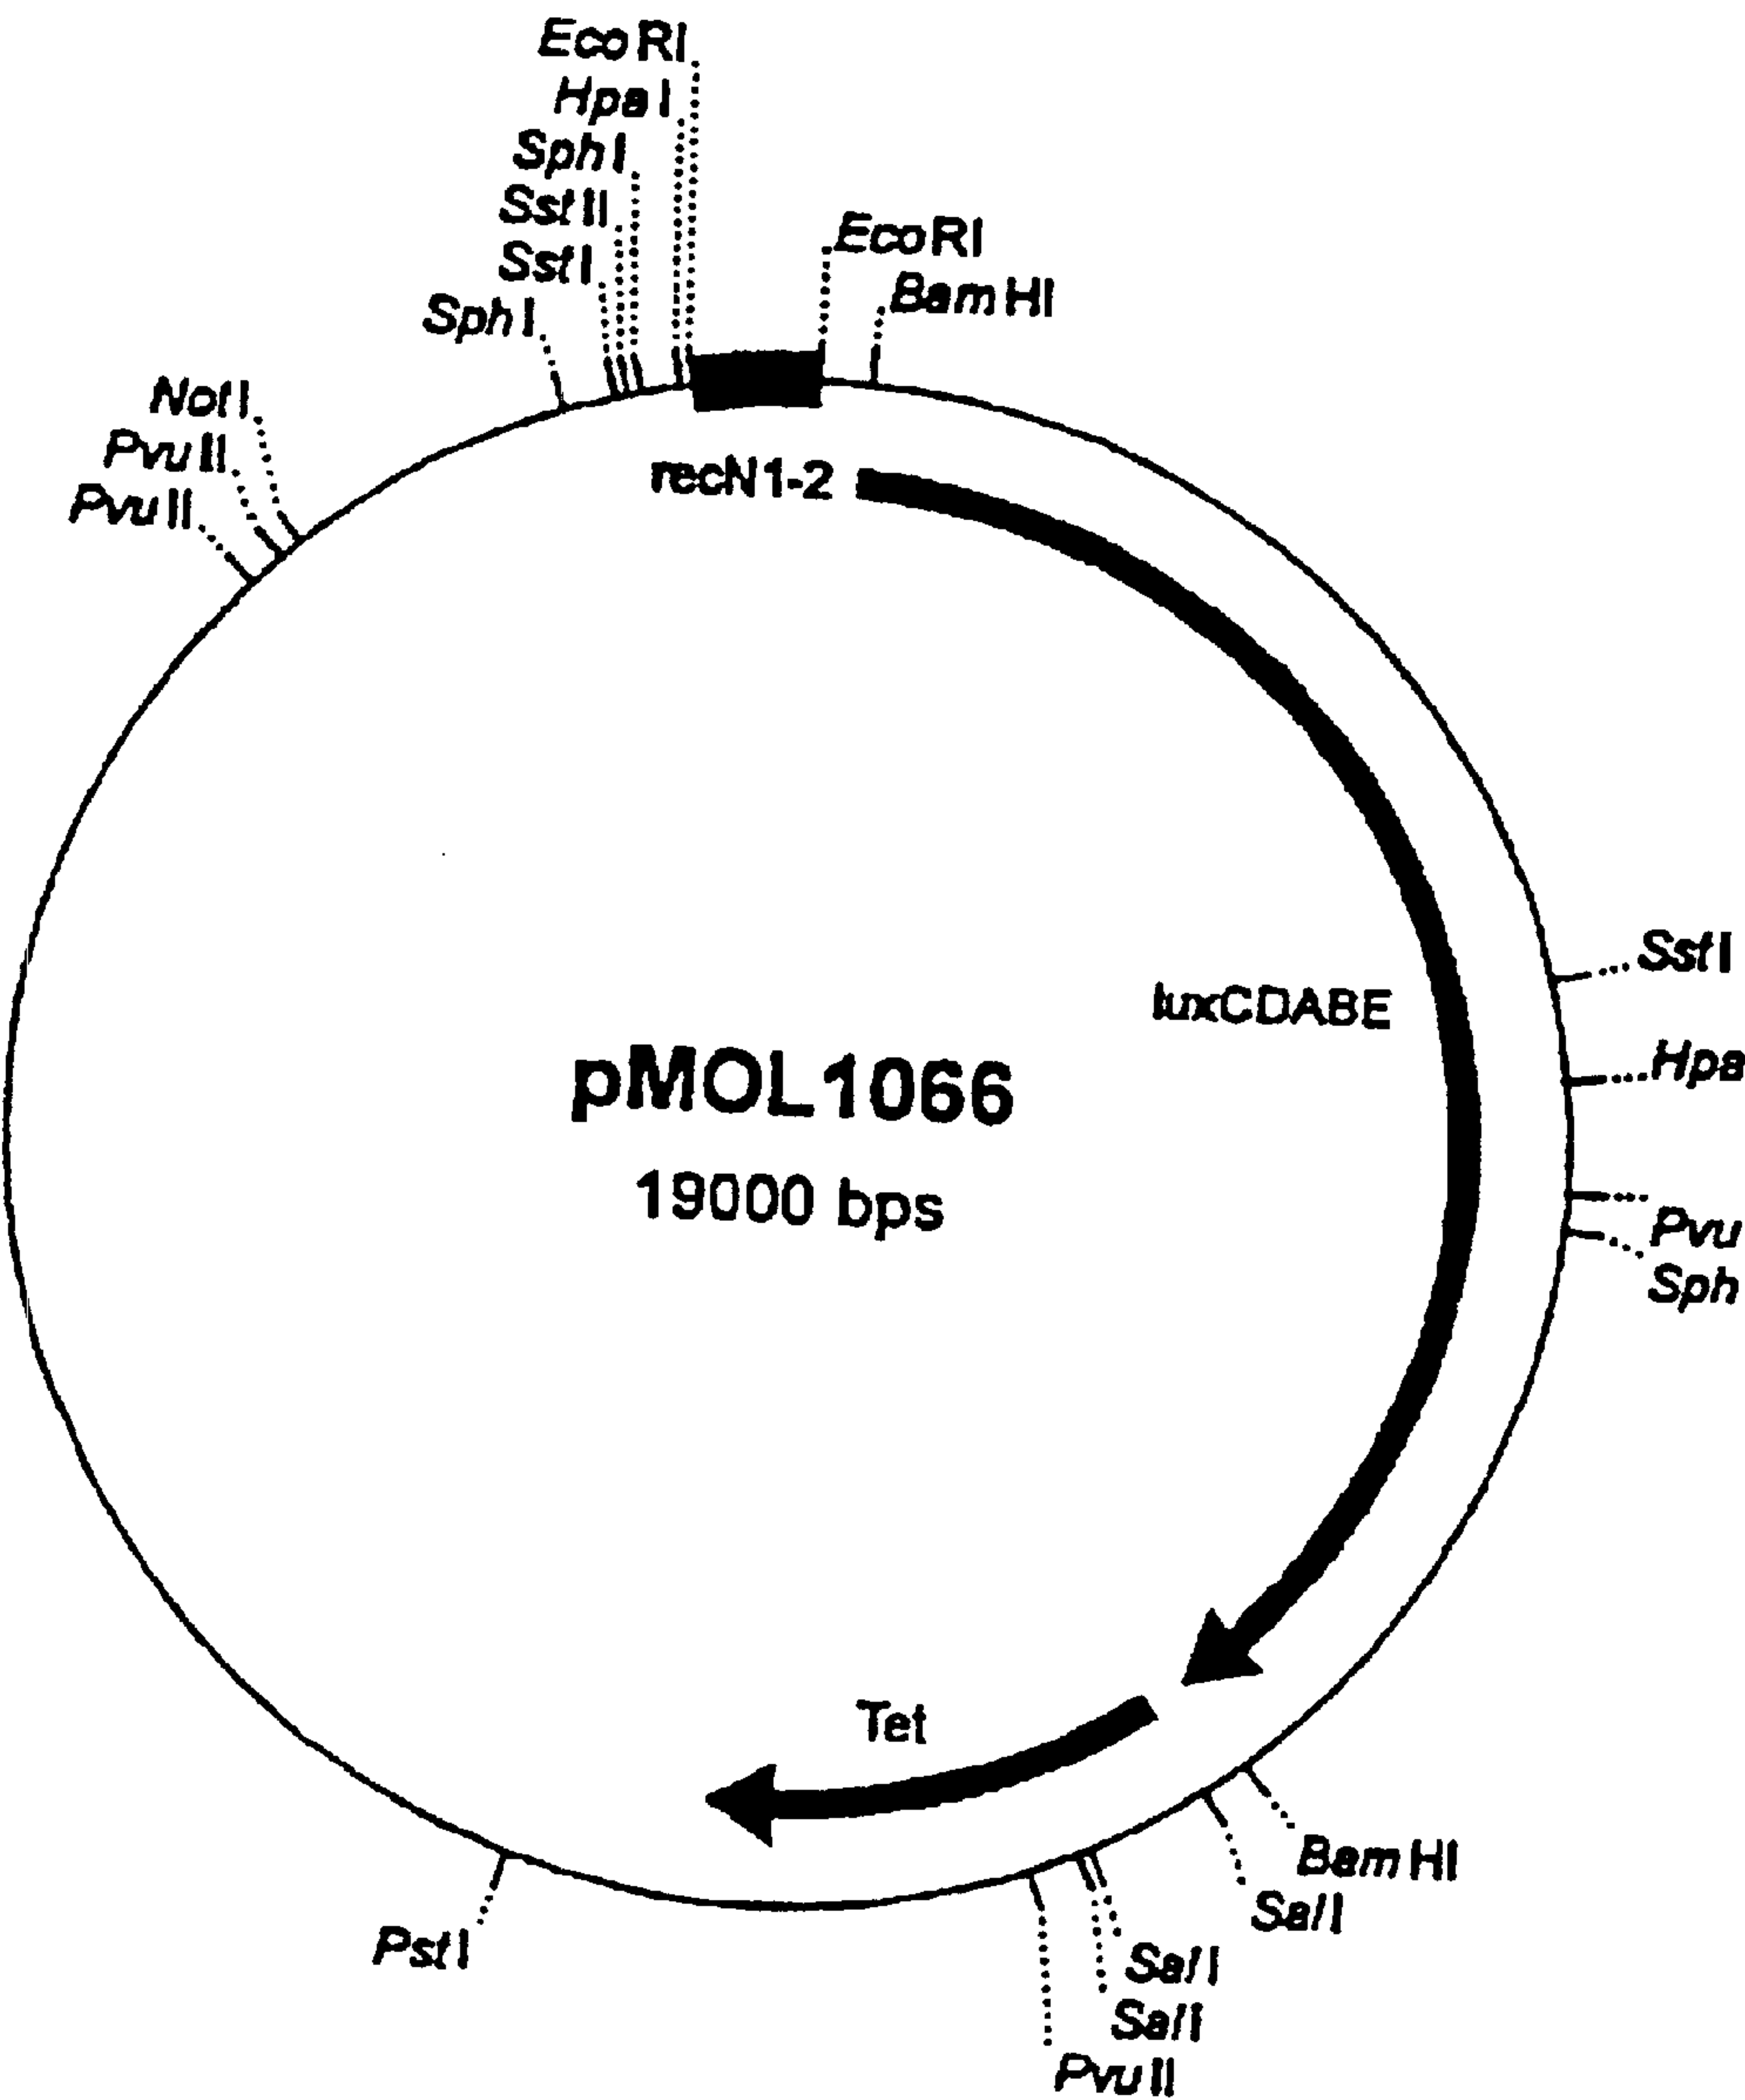 EcoRI
HpaI
SphI
SstII
SstI
SphI
EcoRI
BamHI
NotI
PvuII
PvuII
recN1-2
SstI
luxCDABE
Hpa
pMOL1066
19000 bps
Pvu
Sph
Tet
BamHI
SalI
PstI
SalI
SalI
PvuII